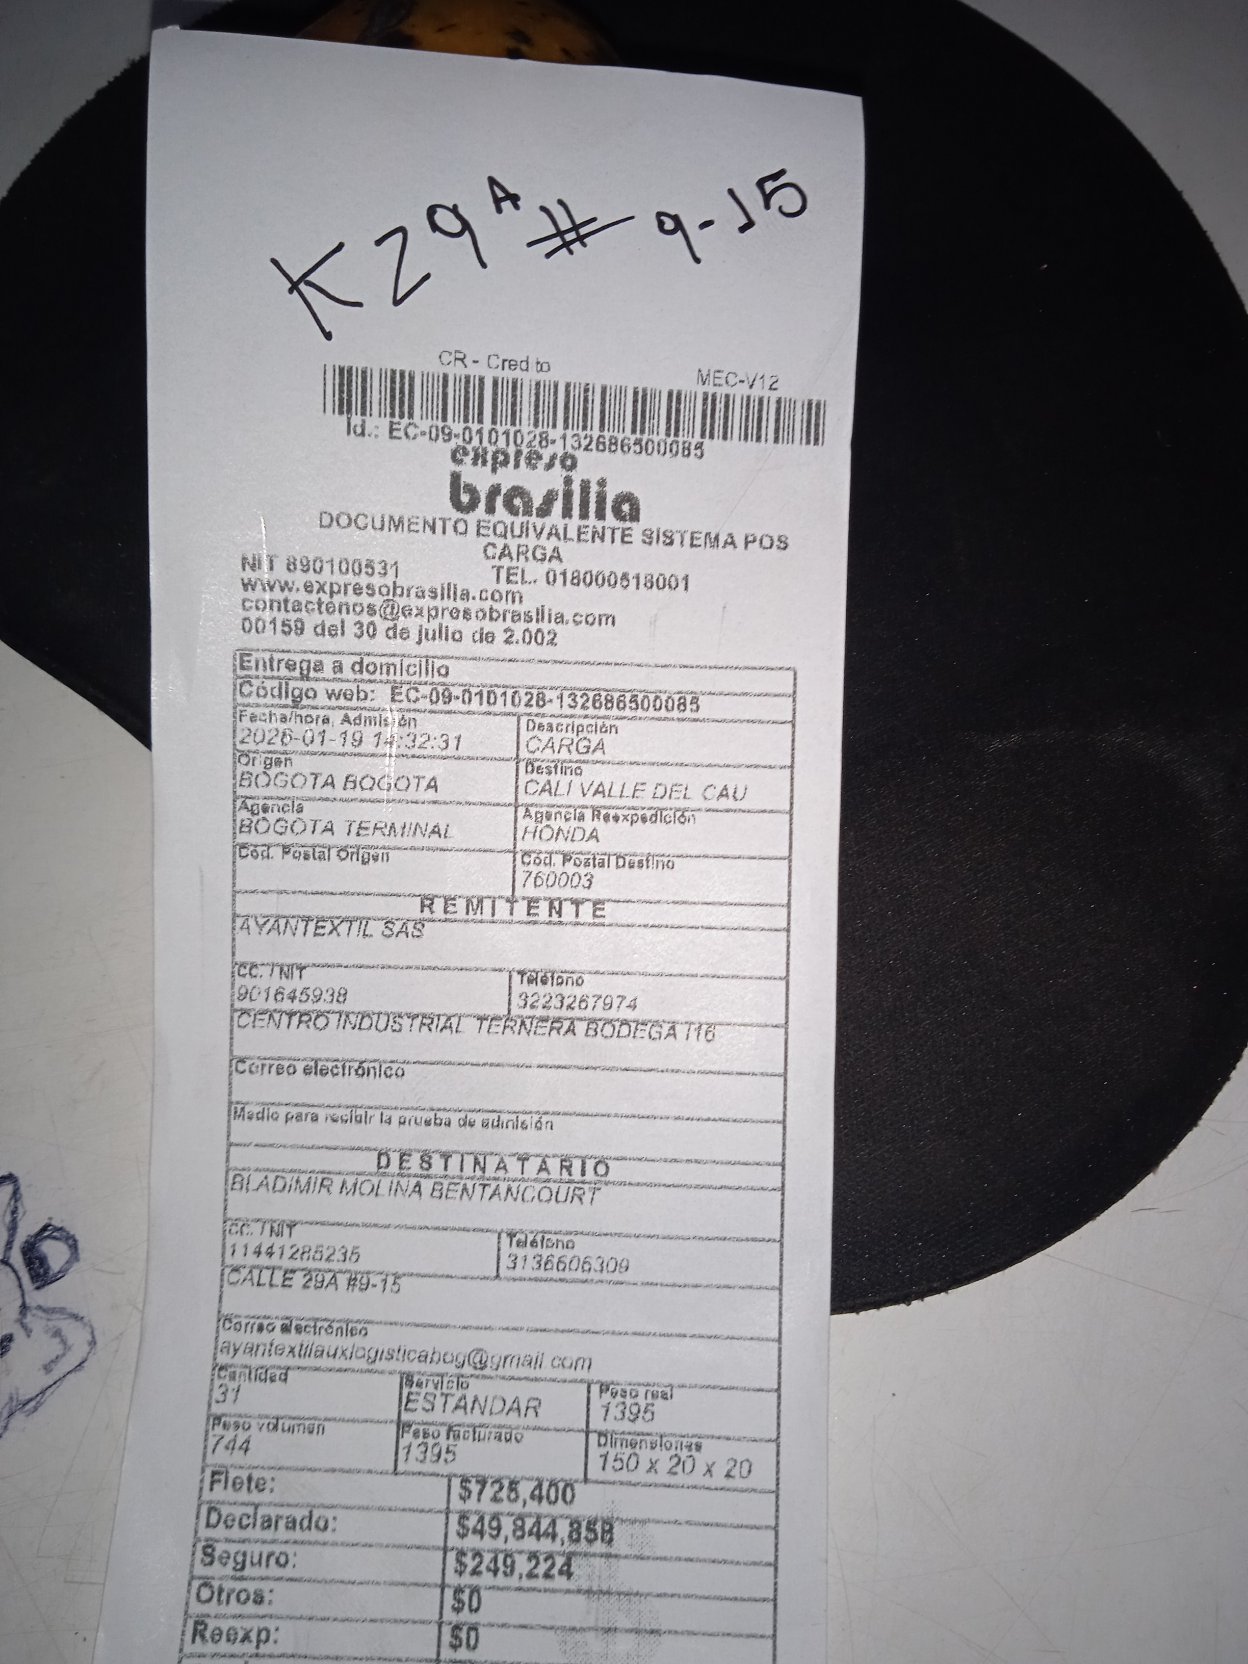 K29A # 9-15
CR - Credito
MEC-V12
Id.: EC-09-0101028-132686500085
expreso
brasilia
DOCUMENTO EQUIVALENTE SISTEMA POS
CARGA
NIT 890100531
TEL. 018000518001
www.expresobrasilia.com
contactenos@expresobrasilia.com
00159 del 30 de julio de 2.002
Entrega a domicilio
Código web: EC-09-0101028-132686500085
Fecha/hora, Admisión
2026-01-19 14:32:31
Descripción
CARGA
Origen
BOGOTA BOGOTA
Destino
CALI VALLE DEL CAU
Agencia
BOGOTA TERMINAL
Agencia Reexpedición
HONDA
Cód. Postal Origen
Cód. Postal Destino
760003
REMITENTE
AYANTEXTIL SAS
CC. / NIT
901645938
Teléfono
3223267974
CENTRO INDUSTRIAL TERNERA BODEGA I16
Correo electrónico
Medio para recibir la prueba de admisión
DESTINATARIO
BLADIMIR MOLINA BENTANCOURT
CC. / NIT
11441285235
Teléfono
3136606309
CALLE 29A #9-15
Correo electrónico
ayantextilauxlogisticabog@gmail.com
Cantidad
31
Servicio
ESTANDAR
Peso real
1395
Peso volumen
744
Peso facturado
1395
Dimensiones
150 x 20 x 20
Flete: $725,400
Declarado: $49,844,858
Seguro: $249,224
Otros: $0
Reexp: $0